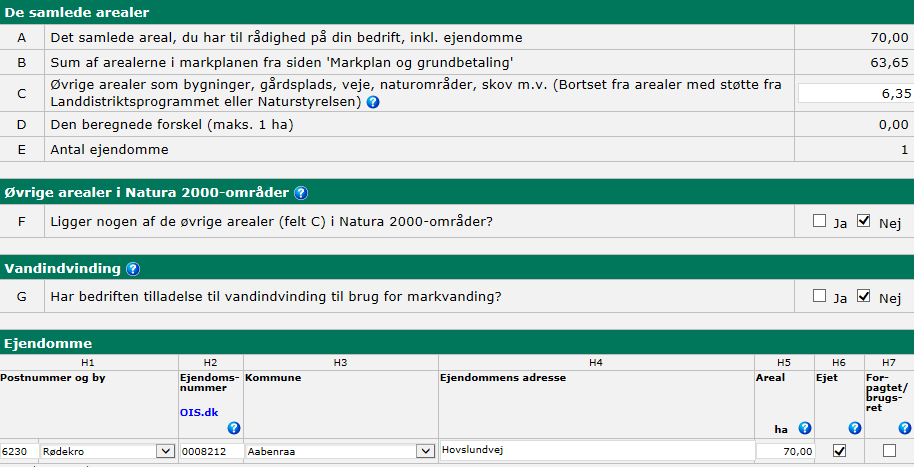 De samlede arealer
A Det samlede areal, du har til rådighed på din bedrift, inkl. ejendomme 70,00
B Sum af arealerne i markplanen fra siden 'Markplan og grundbetaling' 63,65
C Øvrige arealer som bygninger, gårdsplads, veje, naturområder, skov m.v. (Bortset fra arealer med støtte fra
Landdistriktsprogrammet eller Naturstyrelsen) 6,35
D Den beregnede forskel (maks. 1 ha) 0,00
E Antal ejendomme 1
Øvrige arealer i Natura 2000-områder
F Ligger nogen af de øvrige arealer (felt C) i Natura 2000-områder? Ja Nej
Vandindvinding
G Har bedriften tilladelse til vandindvinding til brug for markvanding? Ja Nej
Ejendomme
H1 H2 H3 H4 H5 H6 H7
Postnummer og by Ejendoms- Kommune Ejendommens adresse Areal Ejet For-
nummer pagtet/
brugs-
ret
OIS.dk
ha
6230 Rødekro 0008212 Aabenraa Hovslundvej 70,00